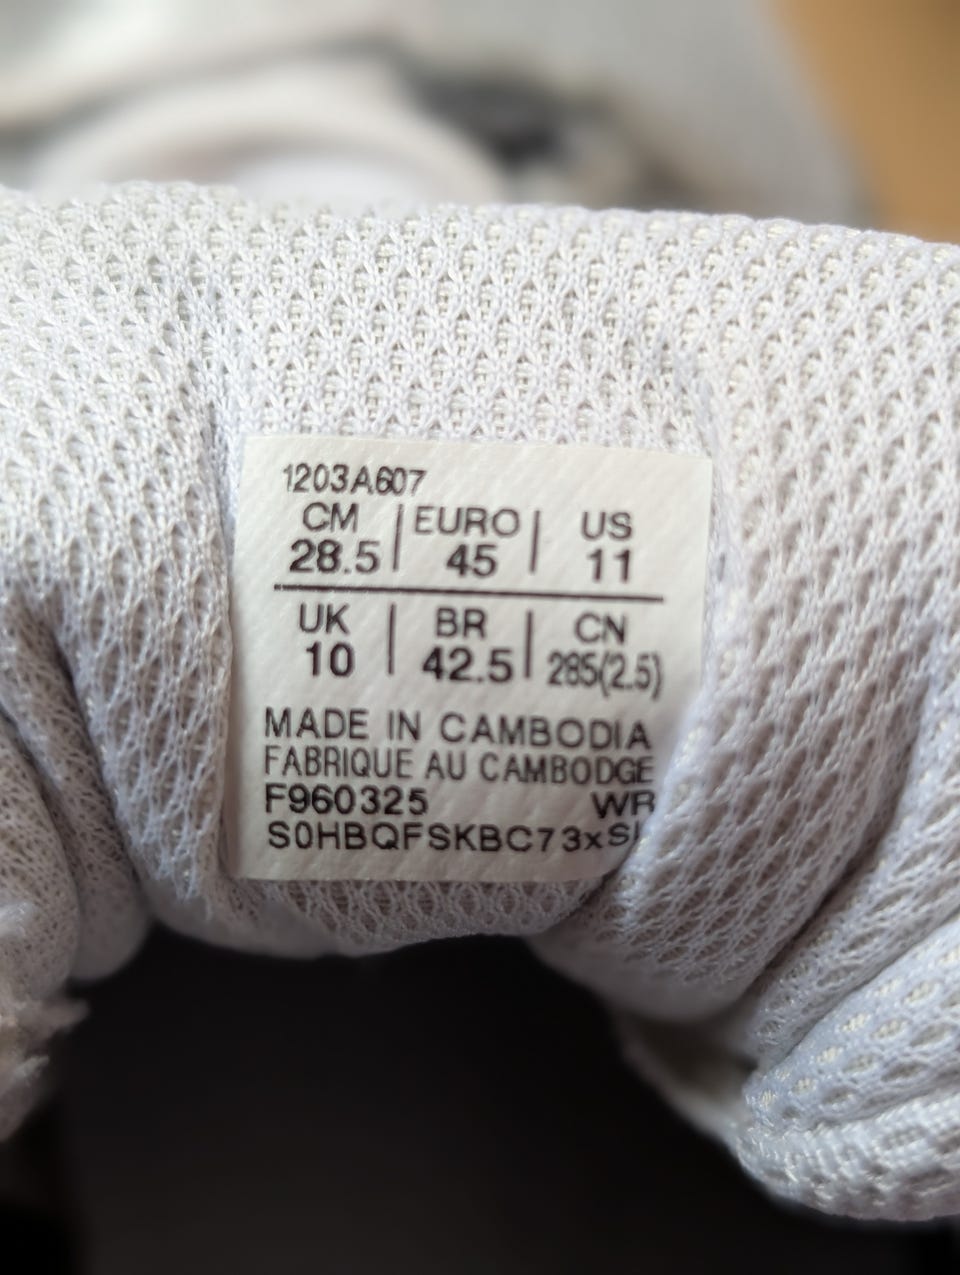 1203A607
CM | EURO | US
28.5 | 45 | 11
UK | BR | CN
10 | 42.5 | 285(2.5)
MADE IN CAMBODIA
FABRIQUE AU CAMBODGE
F960325 WR